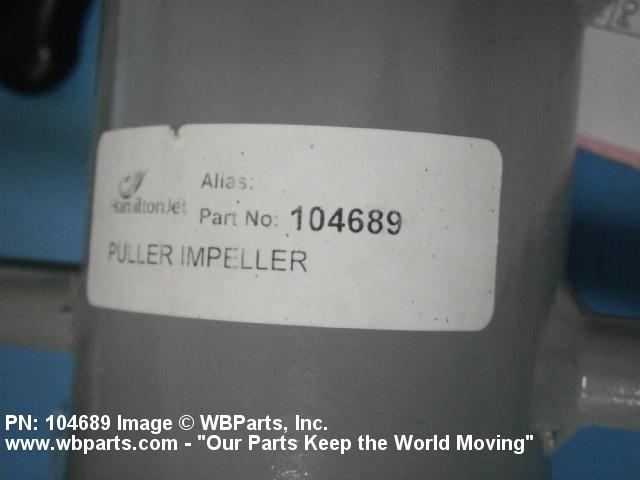 Alias:
HamiltonJet
Part No: 104689
PULLER IMPELLER
PN: 104689 Image © WBParts, Inc.
www.wbparts.com - "Our Parts Keep the World Moving"